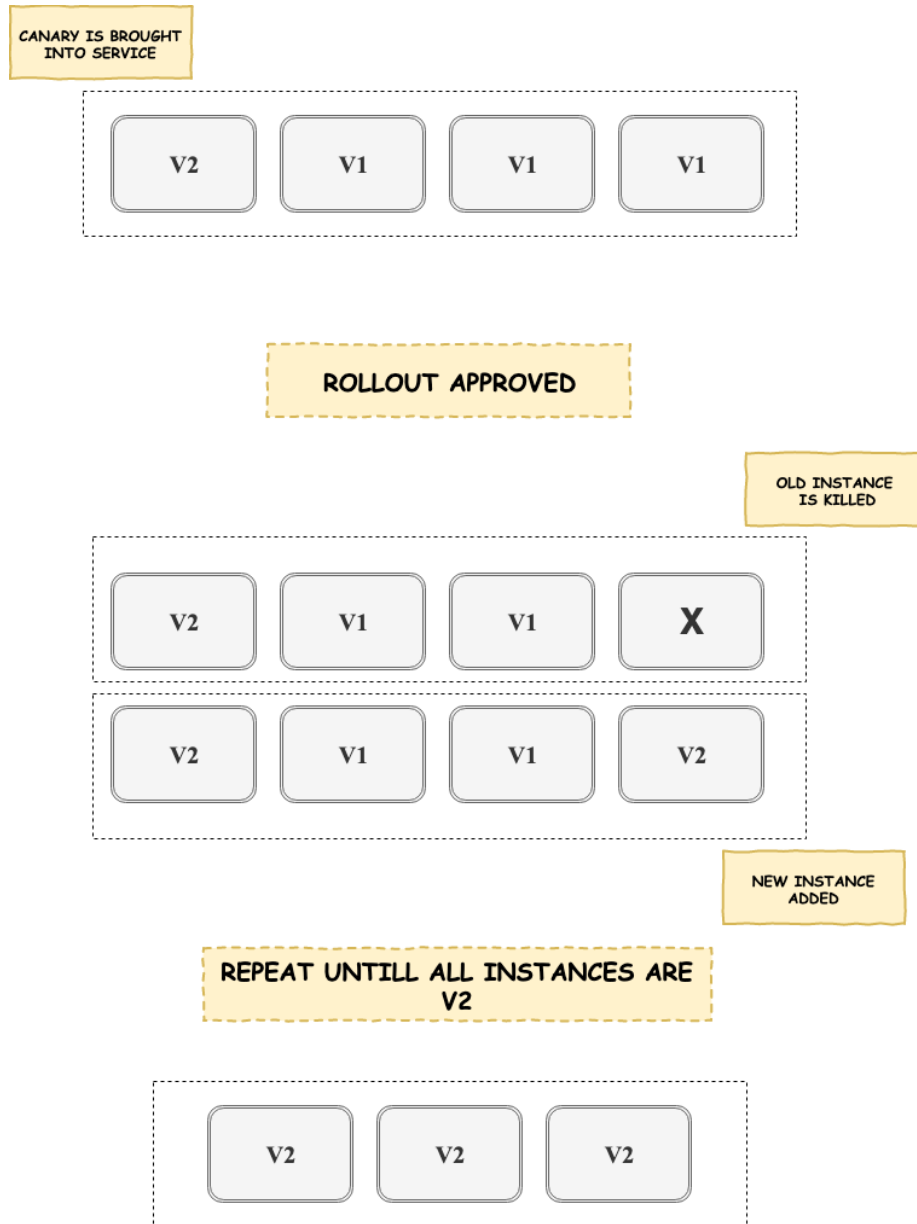 CANARY IS BROUGHT
INTO SERVICE
V2 V1 V1 V1
ROLLOUT APPROVED
OLD INSTANCE
IS KILLED
V2 V1 V1 X
V2 V1 V1 V2
NEW INSTANCE
ADDED
REPEAT UNTILL ALL INSTANCES ARE
V2
V2 V2 V2